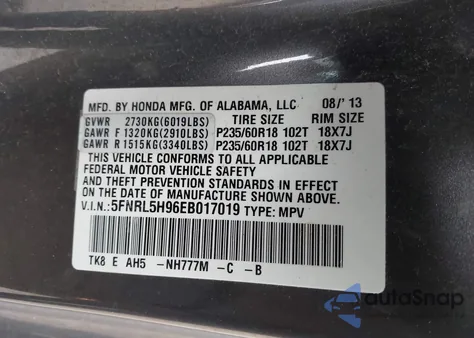 MFD. BY HONDA MFG. OF ALABAMA, LLC 08/'13
GVWR 2730KG(6019LBS) TIRE SIZE RIM SIZE
GAWR F 1320KG(2910LBS) P235/60R18 102T 18X7J
GAWR R 1515KG(3340LBS) P235/60R18 102T 18X7J
THIS VEHICLE CONFORMS TO ALL APPLICABLE
FEDERAL MOTOR VEHICLE SAFETY
STANDARDS IN EFFECT ON THE DATE OF
MANUFACTURE SHOWN ABOVE.
V.I.N.:5FNRL5H96EB017019 TYPE: MPV
TK8 E AH5 -NH777M -C -B
autoSnap